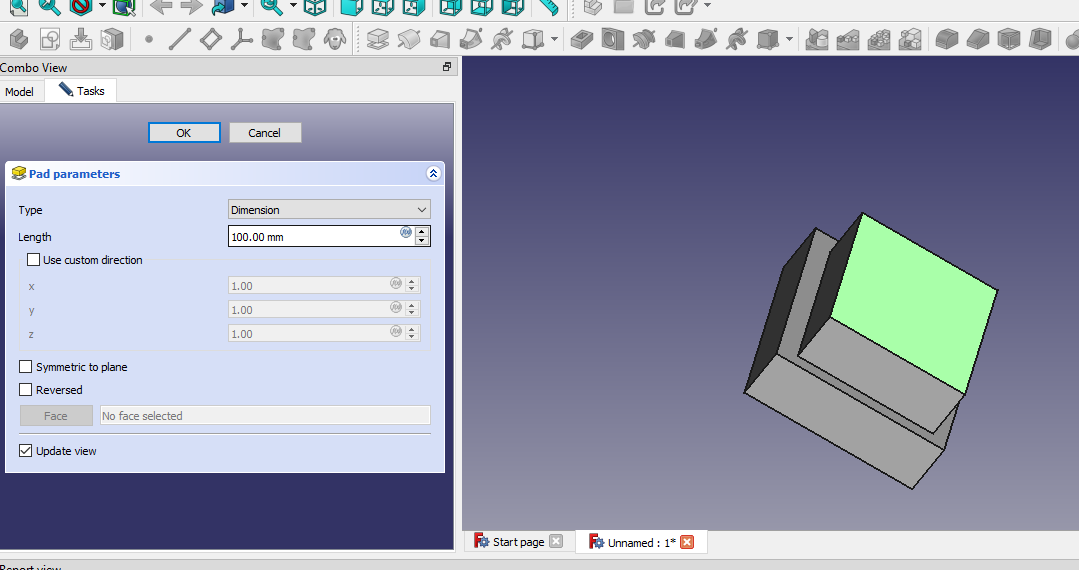 Combo View
Model
Tasks
OK
Cancel
Pad parameters
Type
Dimension
Length
100.00 mm
Use custom direction
x
1.00
y
1.00
z
1.00
Symmetric to plane
Reversed
Face
No face selected
Update view
Start page
Unnamed : 1*
Report view